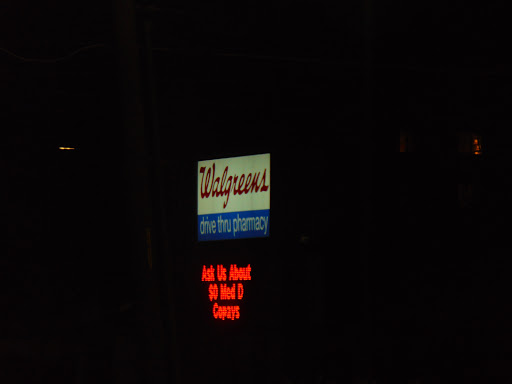 Walgreens
drive thru pharmacy
Ask Us About
$0 Med D
Copays